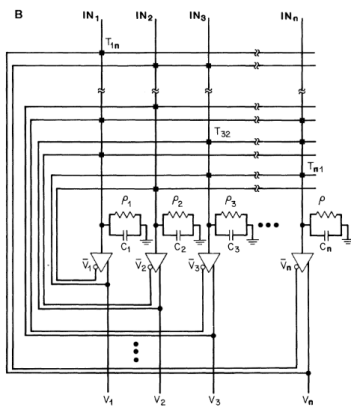 B IN₁ IN₂ IN₃ INₙ
T₁ₙ
T₃₂
Tₙ₁
ρ₁ ρ₂ ρ₃ ρ
C₁ C₂ C₃ Cₙ
V̄₁ V̄₂ V̄₃ V̄ₙ
V₁ V₂ V₃ Vₙ